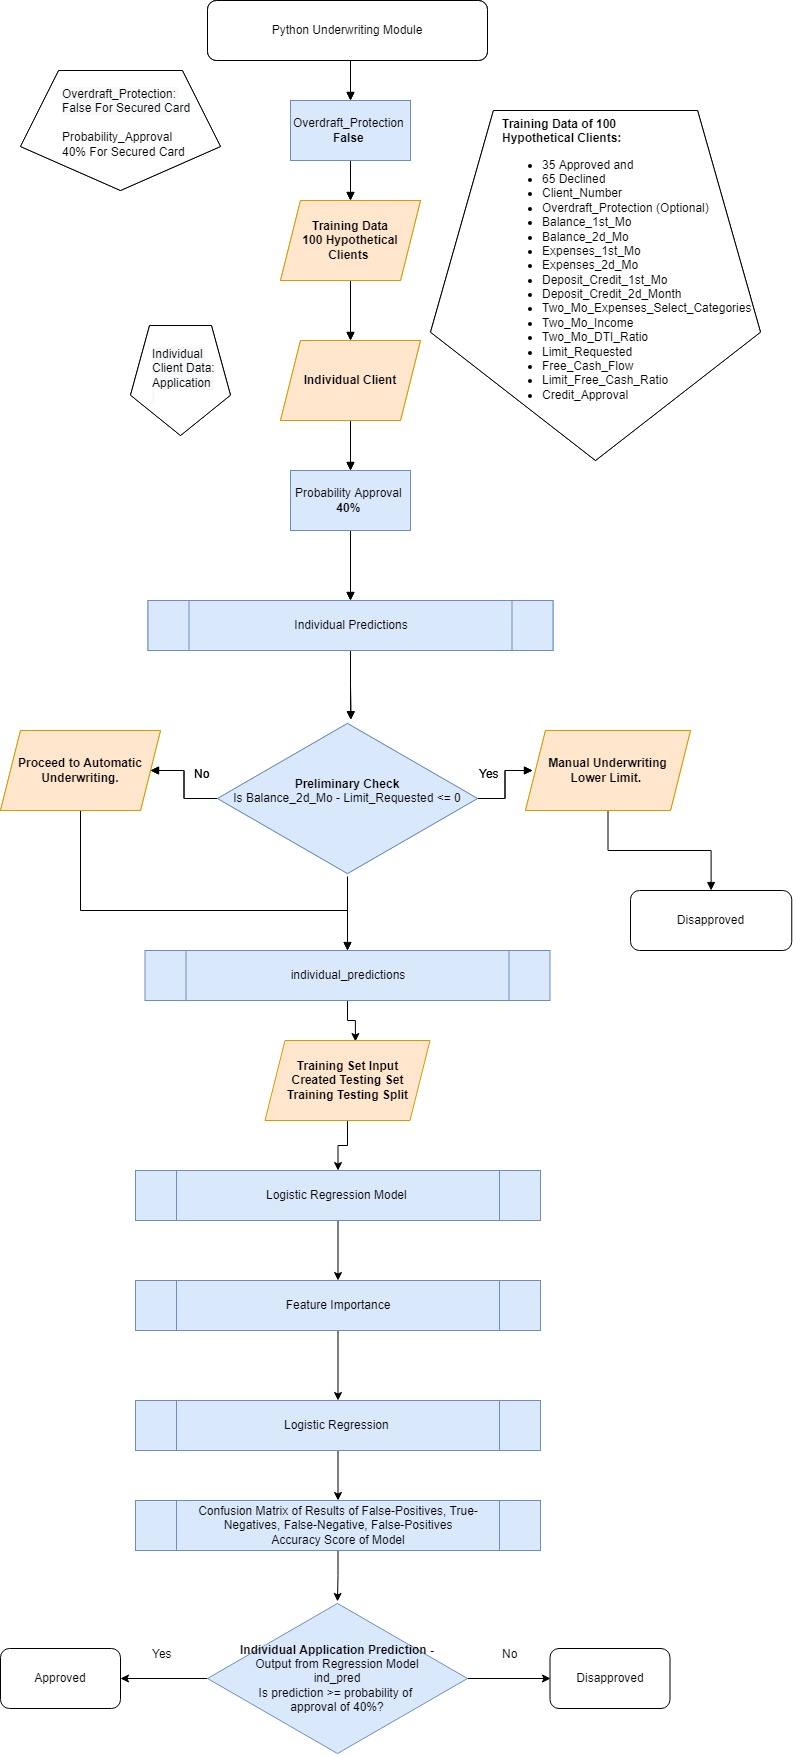 Python Underwriting Module
Overdraft_Protection:
False For Secured Card
Probability_Approval
40% For Secured Card
Overdraft_Protection
False
Training Data of 100
Hypothetical Clients:
35 Approved and
65 Declined
Client_Number
Overdraft_Protection (Optional)
Balance_1st_Mo
Balance_2d_Mo
Expenses_1st_Mo
Expenses_2d_Mo
Deposit_Credit_1st_Mo
Deposit_Credit_2d_Month
Two_Mo_Expenses_Select_Categories
Two_Mo_Income
Two_Mo_DTI_Ratio
Limit_Requested
Free_Cash_Flow
Limit_Free_Cash_Ratio
Credit_Approval
Training Data
100 Hypothetical
Clients
Individual
Client Data:
Application
Individual Client
Probability Approval
40%
Individual Predictions
Proceed to Automatic
Underwriting.
No
Preliminary Check
Is Balance_2d_Mo - Limit_Requested <= 0
Yes
Manual Underwriting
Lower Limit.
Disapproved
individual_predictions
Training Set Input
Created Testing Set
Training Testing Split
Logistic Regression Model
Feature Importance
Logistic Regression
Confusion Matrix of Results of False-Positives, True-
Negatives, False-Negative, False-Positives
Accuracy Score of Model
Approved
Yes
Individual Application Prediction -
Output from Regression Model
ind_pred
Is prediction >= probability of
approval of 40%?
No
Disapproved